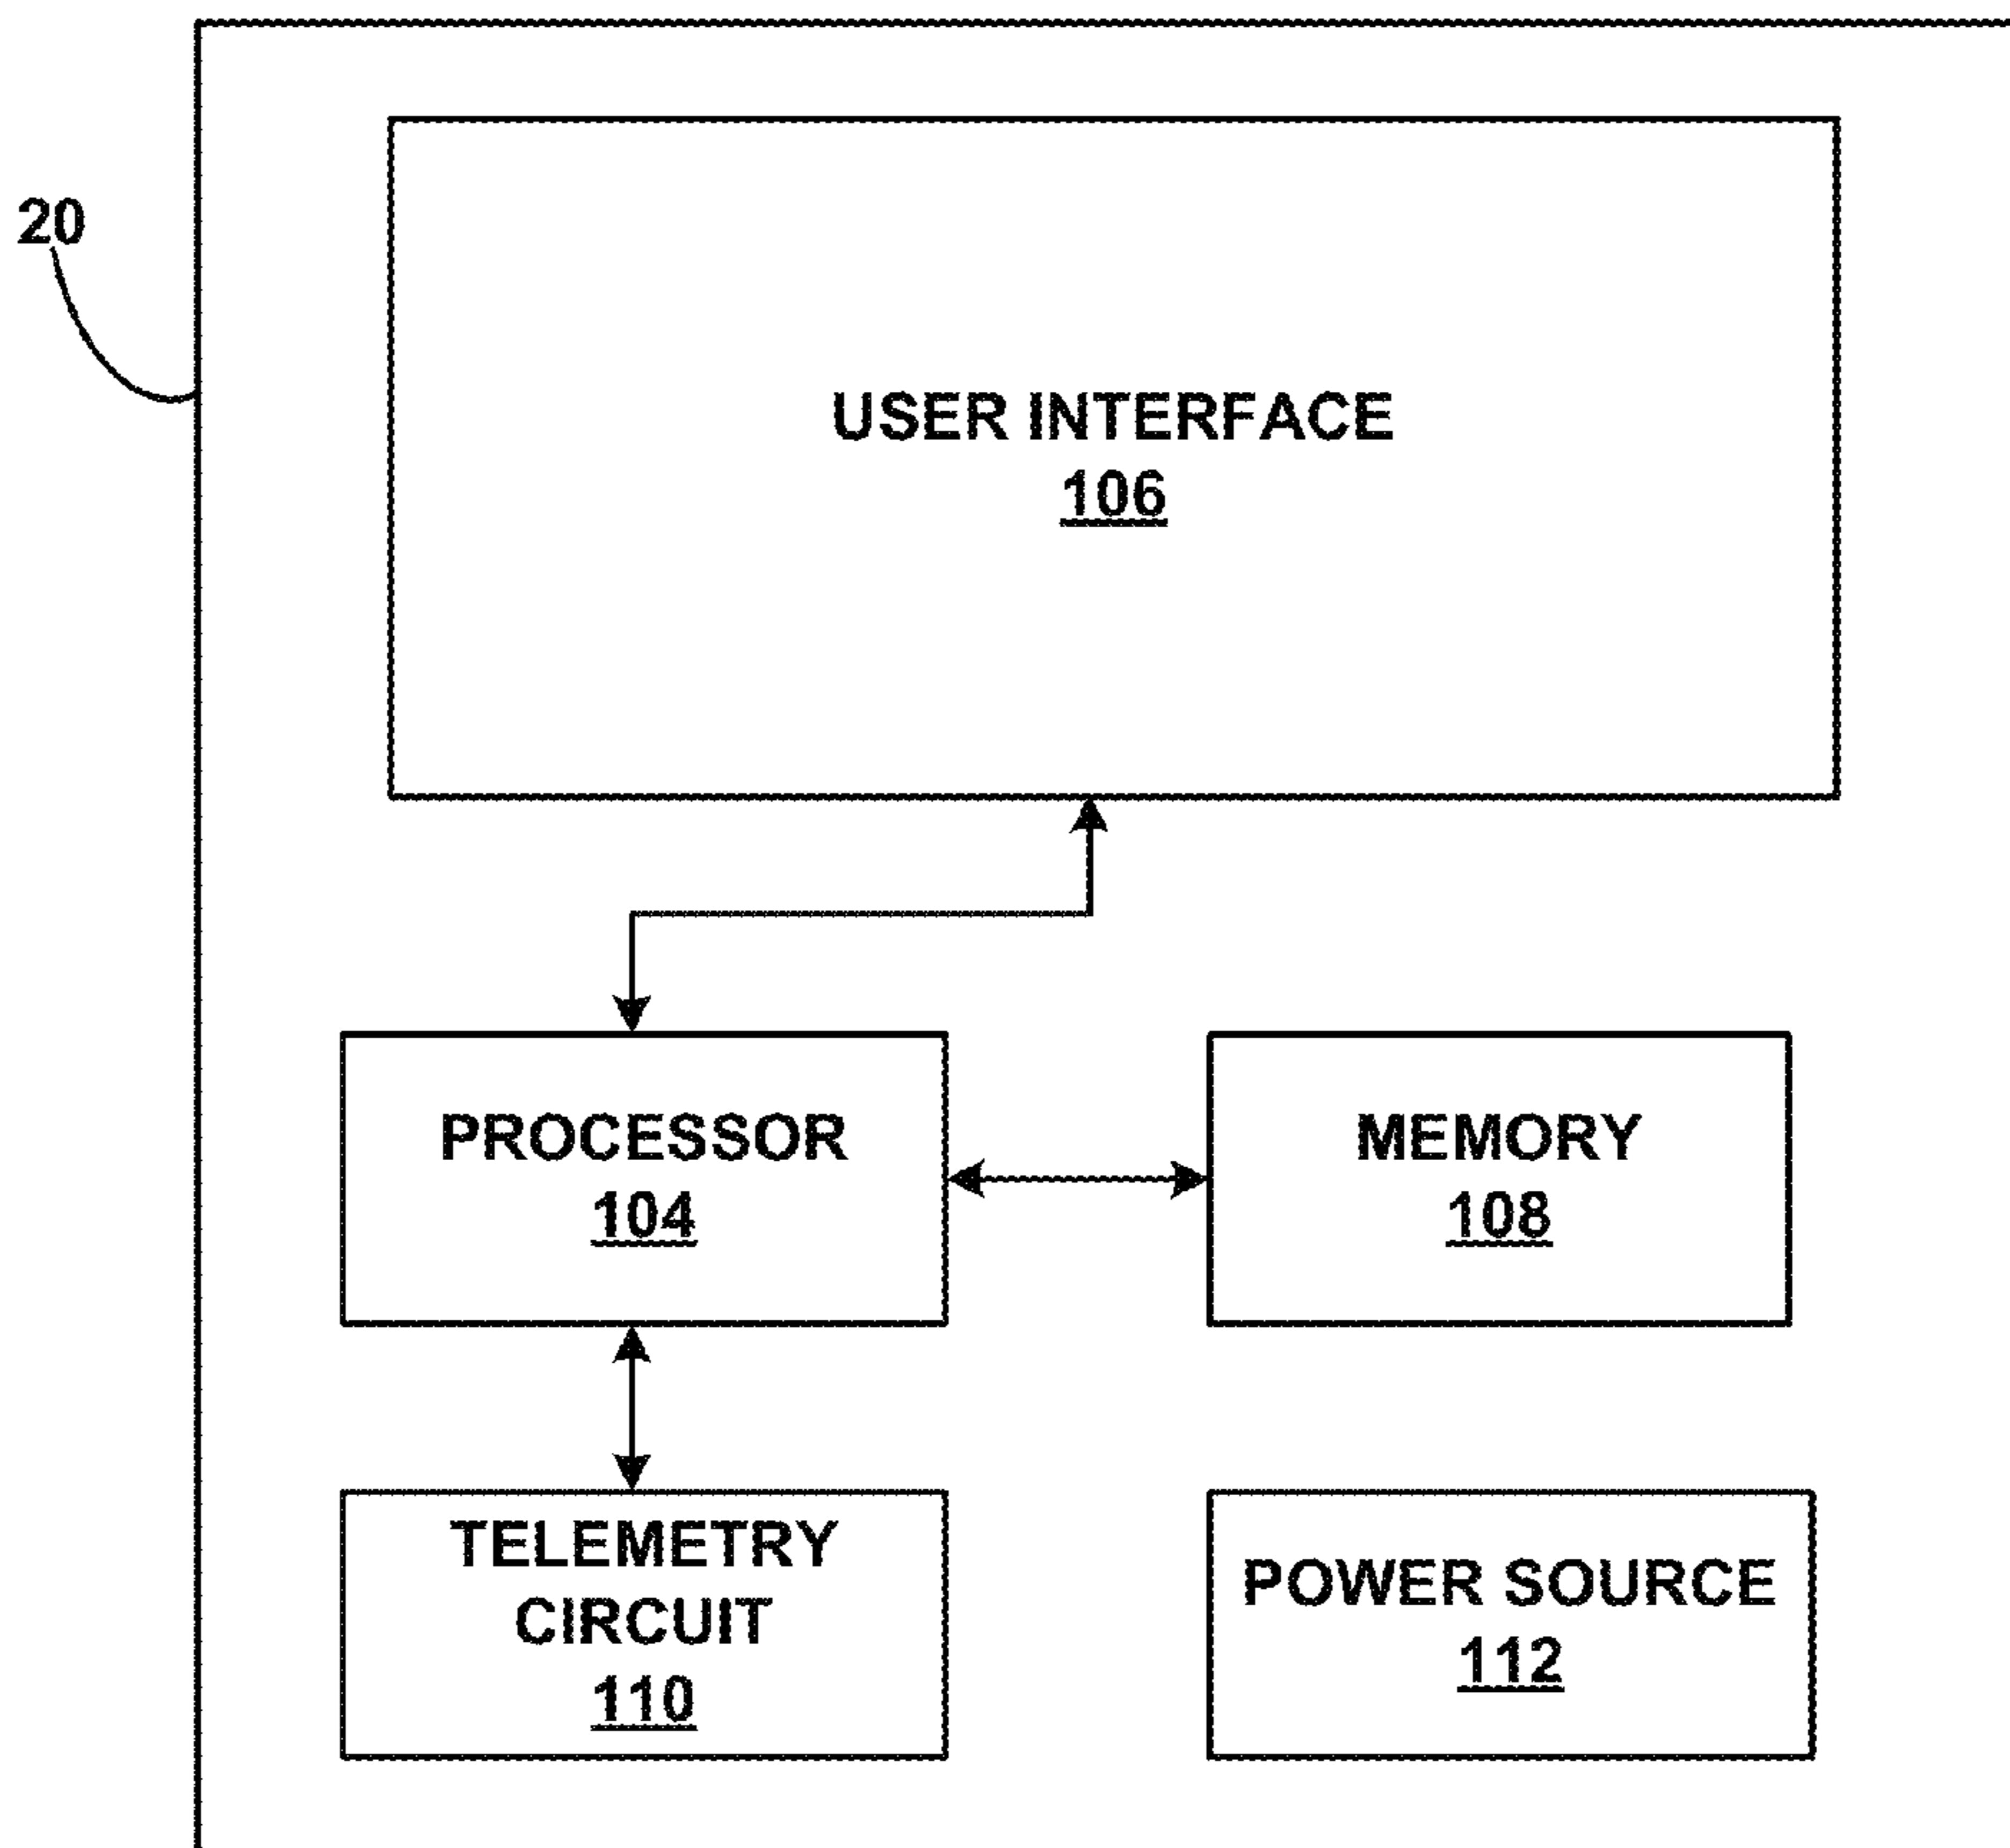 20
USER INTERFACE
106
PROCESSOR
104
MEMORY
108
TELEMETRY
CIRCUIT
110
POWER SOURCE
112